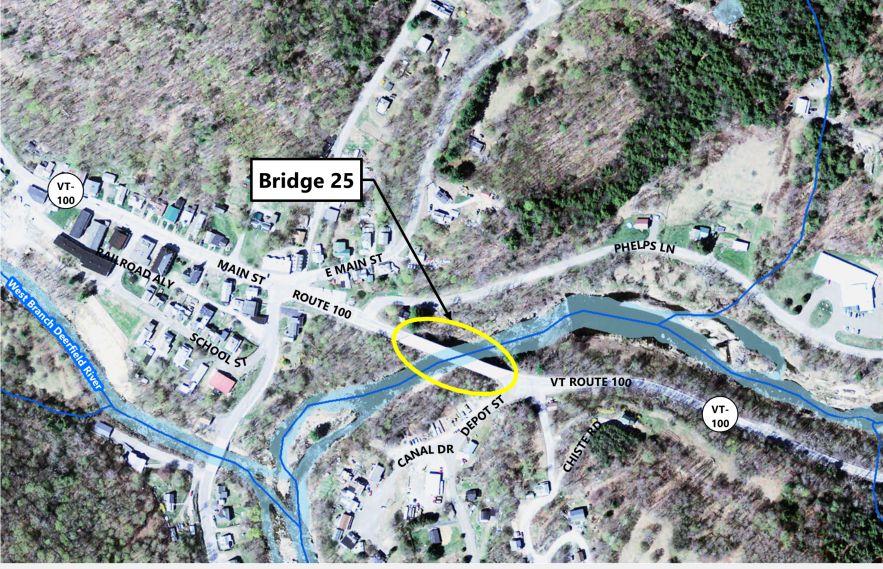 Bridge 25
VT-
100
PHELPS LN
E MAIN ST
MAIN ST
RAILROAD ALY
ROUTE 100
West Branch Deerfield River
SCHOOL ST
VT ROUTE 100
VT-
100
DEPOT ST
CHISTE RD
CANAL DR